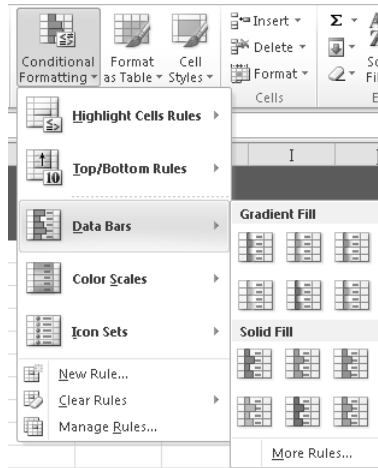 Insert
Delete
Format
Cells
Conditional Formatting
Format as Table
Cell Styles
Highlight Cells Rules
Top/Bottom Rules
10
I
Data Bars
Gradient Fill
Color Scales
Icon Sets
Solid Fill
New Rule...
Clear Rules
Manage Rules...
More Rules...